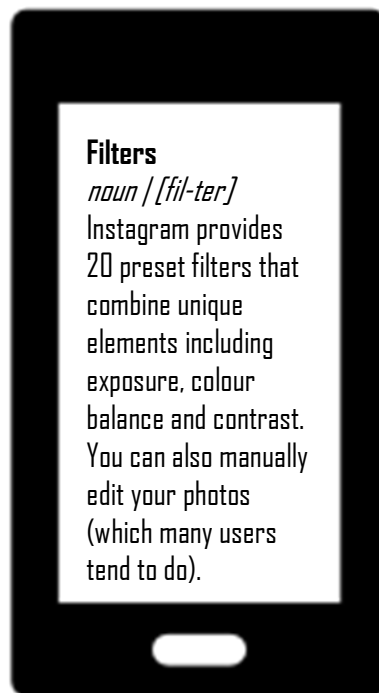 Filters
noun | [fil-ter]
Instagram provides
20 preset filters that
combine unique
elements including
exposure, colour
balance and contrast.
You can also manually
edit your photos
(which many users
tend to do).